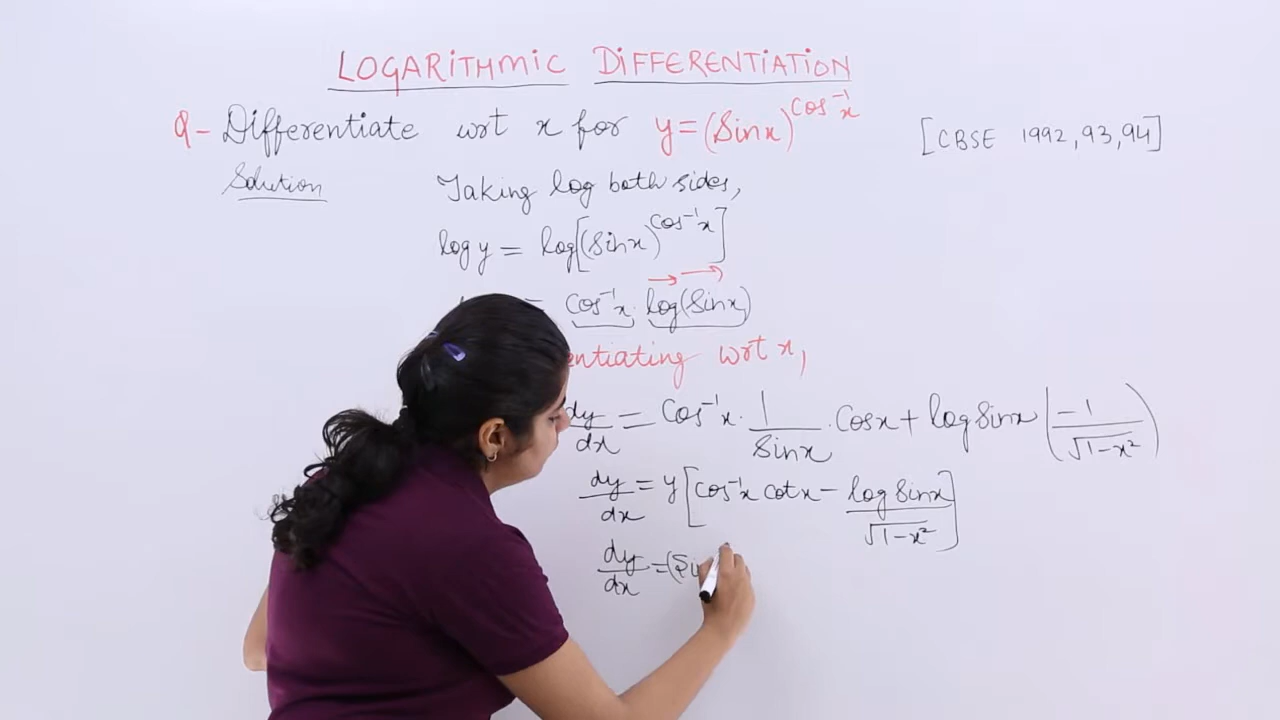 LOGARITHMIC DIFFERENTIATION
Q- Differentiate wrt x for y=(Sinx)^cos⁻¹x [CBSE 1992,93,94]
Solution Taking log both sides,
log y = log[(Sinx)^cos⁻¹x]
= cos⁻¹x. log(Sinx)
entiating wrt x,
dy/dx = cos⁻¹x. 1/Sinx .cosx + log Sinx (-1/√1-x²)
dy/dx = y[cos⁻¹x cotx - log Sinx/√1-x²]
dy/dx =(Si